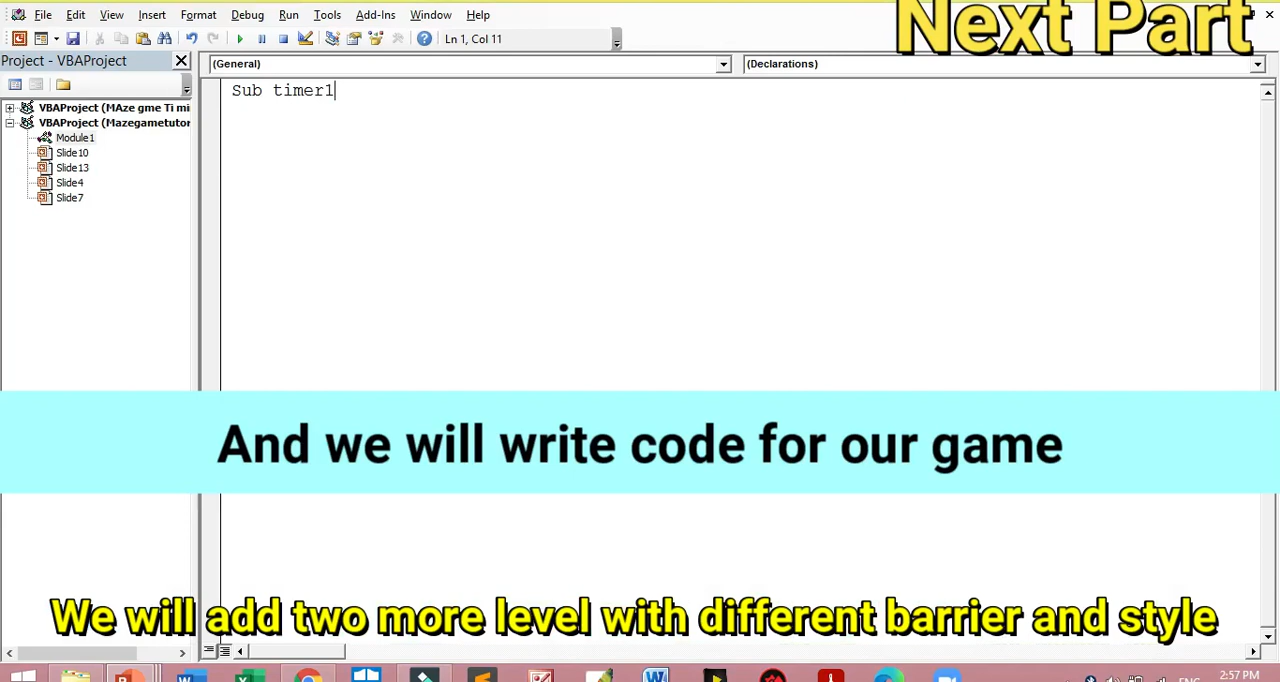 File Edit View Insert Format Debug Run Tools Add-Ins Window Help
Next Part
Ln 1, Col 11
Project - VBAProject
(General) (Declarations)
Sub timer1
VBAProject (MAze gme Ti mi
VBAProject (Mazegametutor
Module1
Slide10
Slide13
Slide4
Slide7
And we will write code for our game
We will add two more level with different barrier and style
ENG 2:57 PM